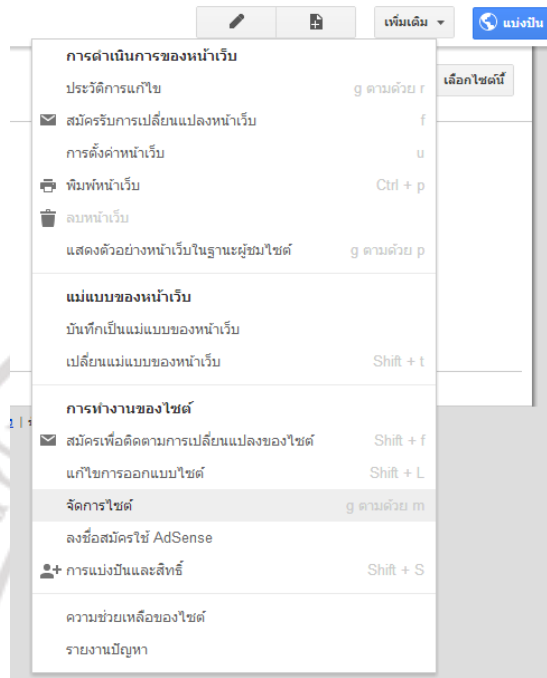 เพิ่มเติม
แบ่งปัน
การดำเนินการของหน้าเว็บ
เลือกไซต์นี้
ประวัติการแก้ไข g ตามด้วย r
สมัครรับการเปลี่ยนแปลงหน้าเว็บ f
การตั้งค่าหน้าเว็บ u
พิมพ์หน้าเว็บ Ctrl + p
ลบหน้าเว็บ
แสดงตัวอย่างหน้าเว็บในฐานะผู้ชมไซต์ g ตามด้วย p
แม่แบบของหน้าเว็บ
บันทึกเป็นแม่แบบของหน้าเว็บ
เปลี่ยนแม่แบบของหน้าเว็บ Shift + t
การทำงานของไซต์
สมัครเพื่อติดตามการเปลี่ยนแปลงของไซต์ Shift + f
แก้ไขการออกแบบไซต์ Shift + L
จัดการไซต์ g ตามด้วย m
ลงชื่อสมัครใช้ AdSense
การแบ่งปันและสิทธิ์ Shift + S
ความช่วยเหลือของไซต์
รายงานปัญหา